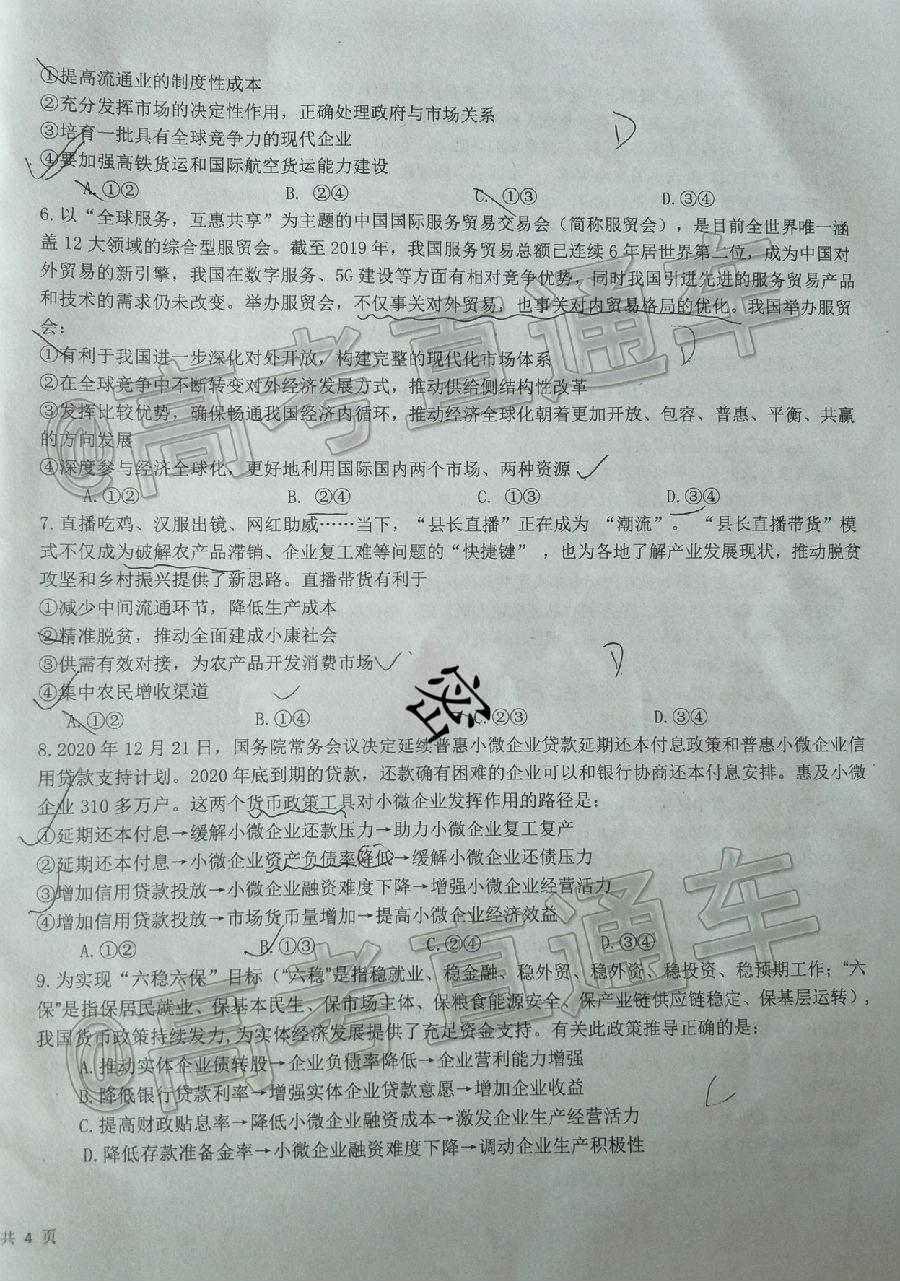 ①提高流通业的制度性成本
②充分发挥市场的决定性作用，正确处理政府与市场关系
③培育一批具有全球竞争力的现代企业
④要加强高铁货运和国际航空货运能力建设
D
A.①② B. ②④ C. ①③ D.③④
6. 以“全球服务，互惠共享”为主题的中国国际服务贸易交易会（简称服贸会），是目前全世界唯一涵
盖 12 大领域的综合型服贸会。截至 2019 年，我国服务贸易总额已连续 6 年居世界第二位，成为中国对
外贸易的新引擎，我国在数字服务、5G 建设等方面有相对竞争优势，同时我国引进先进的服务贸易产品
和技术的需求仍未改变。举办服贸会，不仅事关对外贸易，也事关对内贸易格局的优化。我国举办服贸
会：
①有利于我国进一步深化对外开放，构建完整的现代化市场体系
D
②在全球竞争中不断转变对外经济发展方式，推动供给侧结构性改革
③发挥比较优势，确保畅通我国经济内循环，推动经济全球化朝着更加开放、包容、普惠、平衡、共赢
的方向发展
④深度参与经济全球化，更好地利用国际国内两个市场、两种资源
A.①② B. ②④ C. ①③ D.③④
7. 直播吃鸡、汉服出镜、网红助威……当下，“县长直播”正在成为 “潮流”。 “县长直播带货”模
式不仅成为破解农产品滞销、企业复工难等问题的“快捷键” ，也为各地了解产业发展现状，推动脱贫
攻坚和乡村振兴提供了新思路。直播带货有利于
①减少中间流通环节，降低生产成本
②精准脱贫，推动全面建成小康社会
③供需有效对接，为农产品开发消费市场
D
④集中农民增收渠道
密
A.①② B.①④ C.②③ D.③④
8. 2020 年 12 月 21 日，国务院常务会议决定延续普惠小微企业贷款延期还本付息政策和普惠小微企业信
用贷款支持计划。2020 年底到期的贷款，还款确有困难的企业可以和银行协商还本付息安排。惠及小微
企业 310 多万户。这两个货币政策工具对小微企业发挥作用的路径是：
①延期还本付息→缓解小微企业还款压力→助力小微企业复工复产
②延期还本付息→小微企业资产负债率降低→缓解小微企业还债压力
③增加信用贷款投放→小微企业融资难度下降→增强小微企业经营活力
④增加信用贷款投放→市场货币量增加→提高小微企业经济效益
A.①② B.①③ C.②④ D.③④
9. 为实现“六稳六保”目标（“六稳”是指稳就业、稳金融、稳外贸、稳外资、稳投资、稳预期工作；“六
保”是指保居民就业、保基本民生、保市场主体、保粮食能源安全、保产业链供应链稳定、保基层运转），
我国货币政策持续发力,为实体经济发展提供了充足资金支持。有关此政策推导正确的是：
A. 推动实体企业债转股→企业负债率降低→企业营利能力增强
B. 降低银行贷款利率→增强实体企业贷款意愿→增加企业收益
C
C. 提高财政贴息率→降低小微企业融资成本→激发企业生产经营活力
D. 降低存款准备金率→小微企业融资难度下降→调动企业生产积极性
共 4 页
@高考直通车
@高考直通车